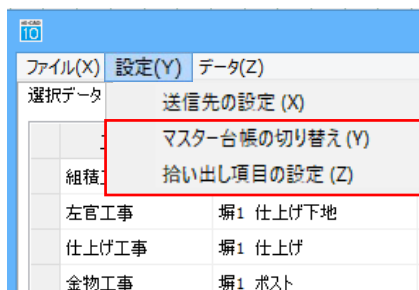 HI-CAD
10
ファイル(X) 設定(Y) データ(Z)
選択データ
送信先の設定 (X)
マスター台帳の切り替え (Y)
拾い出し項目の設定 (Z)
組積
左官工事 塀1 仕上げ下地
仕上げ工事 塀1 仕上げ
金物工事 塀1 ポスト